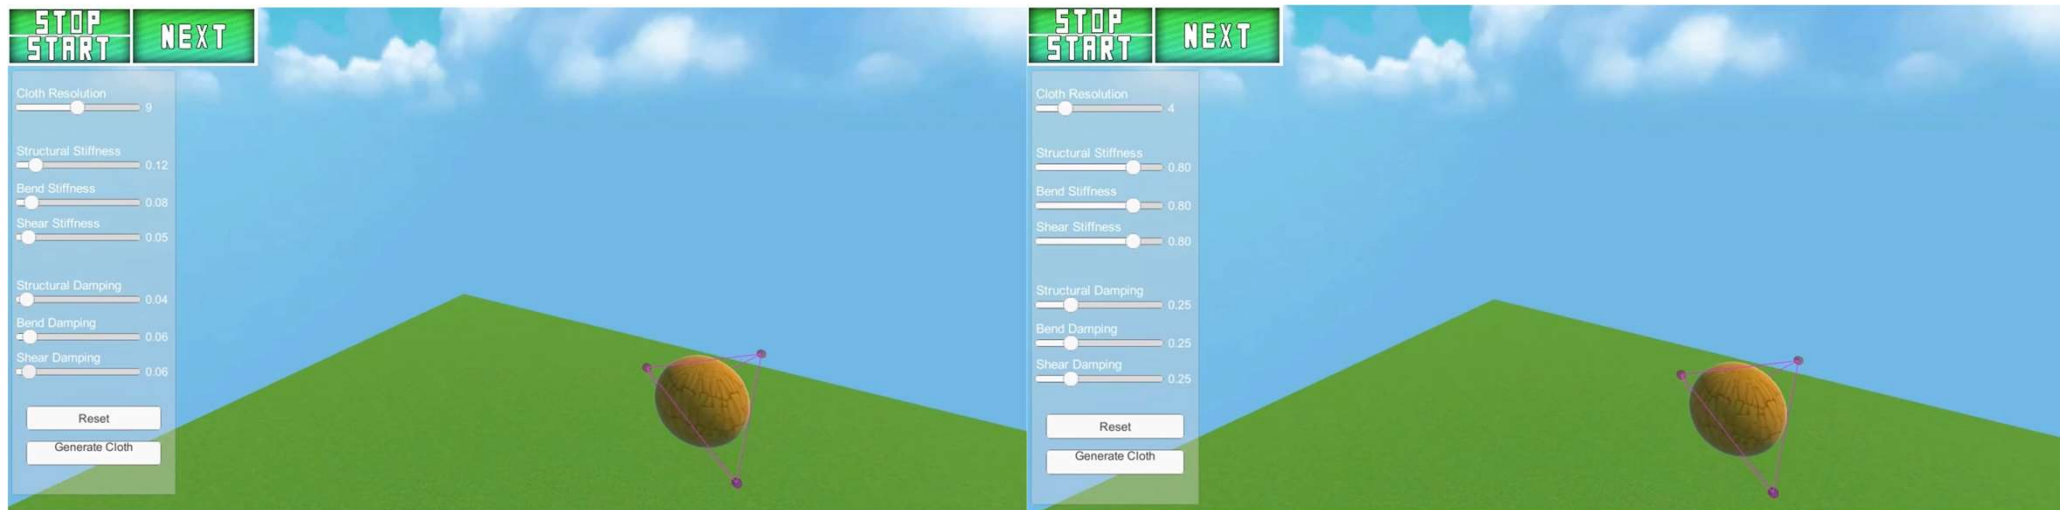 STOP
START
NEXT
Cloth Resolution
9
Structural Stiffness
0.12
Bend Stiffness
0.08
Shear Stiffness
0.05
Structural Damping
0.04
Bend Damping
0.06
Shear Damping
0.06
Reset
Generate Cloth
STOP
START
NEXT
Cloth Resolution
4
Structural Stiffness
0.80
Bend Stiffness
0.80
Shear Stiffness
0.80
Structural Damping
0.25
Bend Damping
0.25
Shear Damping
0.25
Reset
Generate Cloth